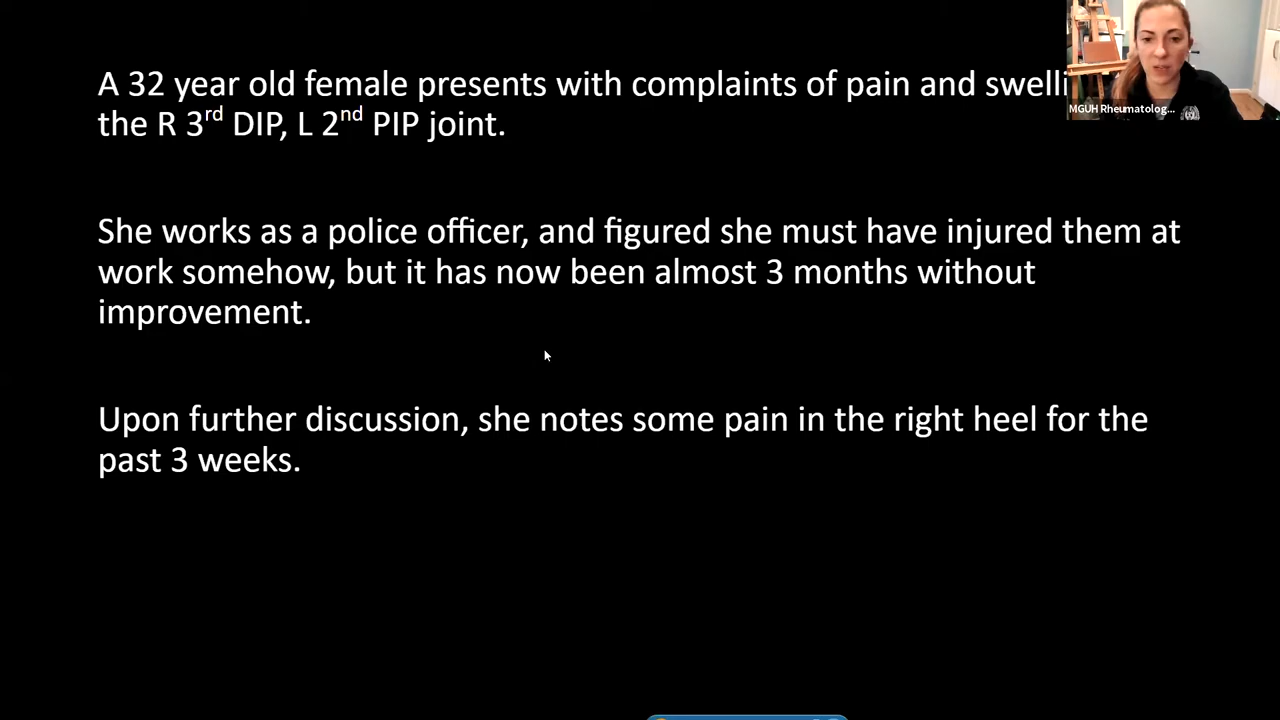 A 32 year old female presents with complaints of pain and swelli
the R 3rd DIP, L 2nd PIP joint.
She works as a police officer, and figured she must have injured them at
work somehow, but it has now been almost 3 months without
improvement.
Upon further discussion, she notes some pain in the right heel for the
past 3 weeks.
MGUH Rheumatolog...